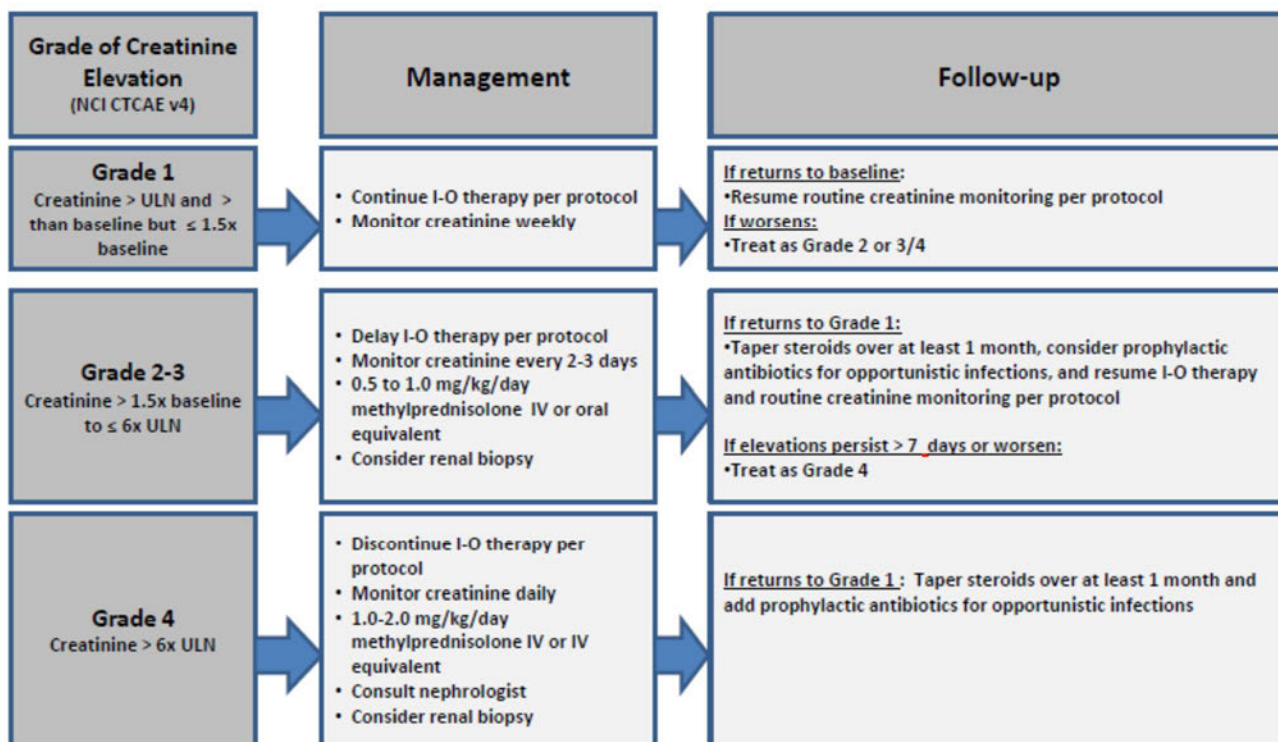 Grade of Creatinine
Elevation
(NCI CTCAE v4)
Management
Follow-up
Grade 1
Creatinine > ULN and >
than baseline but ≤ 1.5x
baseline
• Continue I-O therapy per protocol
• Monitor creatinine weekly
If returns to baseline:
•Resume routine creatinine monitoring per protocol
If worsens:
•Treat as Grade 2 or 3/4
Grade 2-3
Creatinine > 1.5x baseline
to ≤ 6x ULN
• Delay I-O therapy per protocol
• Monitor creatinine every 2-3 days
• 0.5 to 1.0 mg/kg/day
methylprednisolone IV or oral
equivalent
• Consider renal biopsy
If returns to Grade 1:
•Taper steroids over at least 1 month, consider prophylactic
antibiotics for opportunistic infections, and resume I-O therapy
and routine creatinine monitoring per protocol
If elevations persist > 7 days or worsen:
•Treat as Grade 4
Grade 4
Creatinine > 6x ULN
• Discontinue I-O therapy per
protocol
• Monitor creatinine daily
• 1.0-2.0 mg/kg/day
methylprednisolone IV or IV
equivalent
• Consult nephrologist
• Consider renal biopsy
If returns to Grade 1 : Taper steroids over at least 1 month and
add prophylactic antibiotics for opportunistic infections